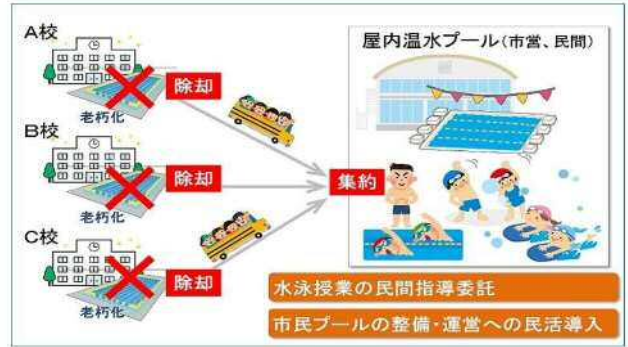 A校
除却
老朽化
B校
除却
老朽化
C校
除却
老朽化
集約
屋内温水プール(市営、民間)
水泳授業の民間指導委託
市民プールの整備・運営への民活導入